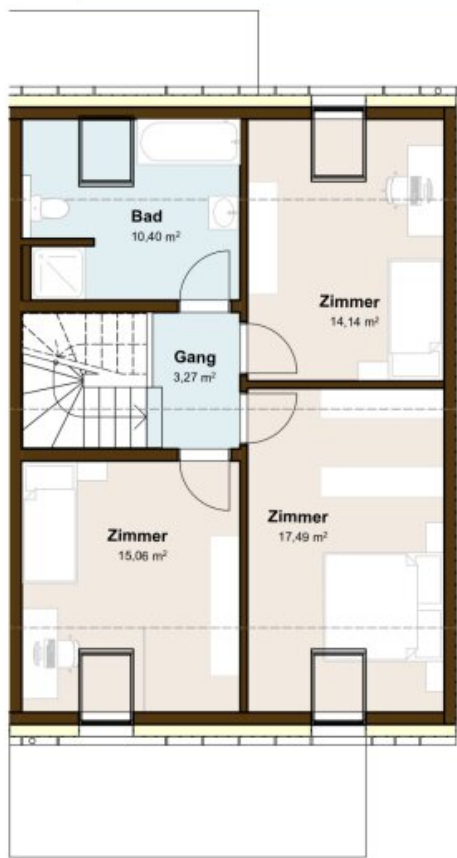 Bad
10,40 m²
Zimmer
14,14 m²
Gang
3,27 m²
Zimmer
15,06 m²
Zimmer
17,49 m²